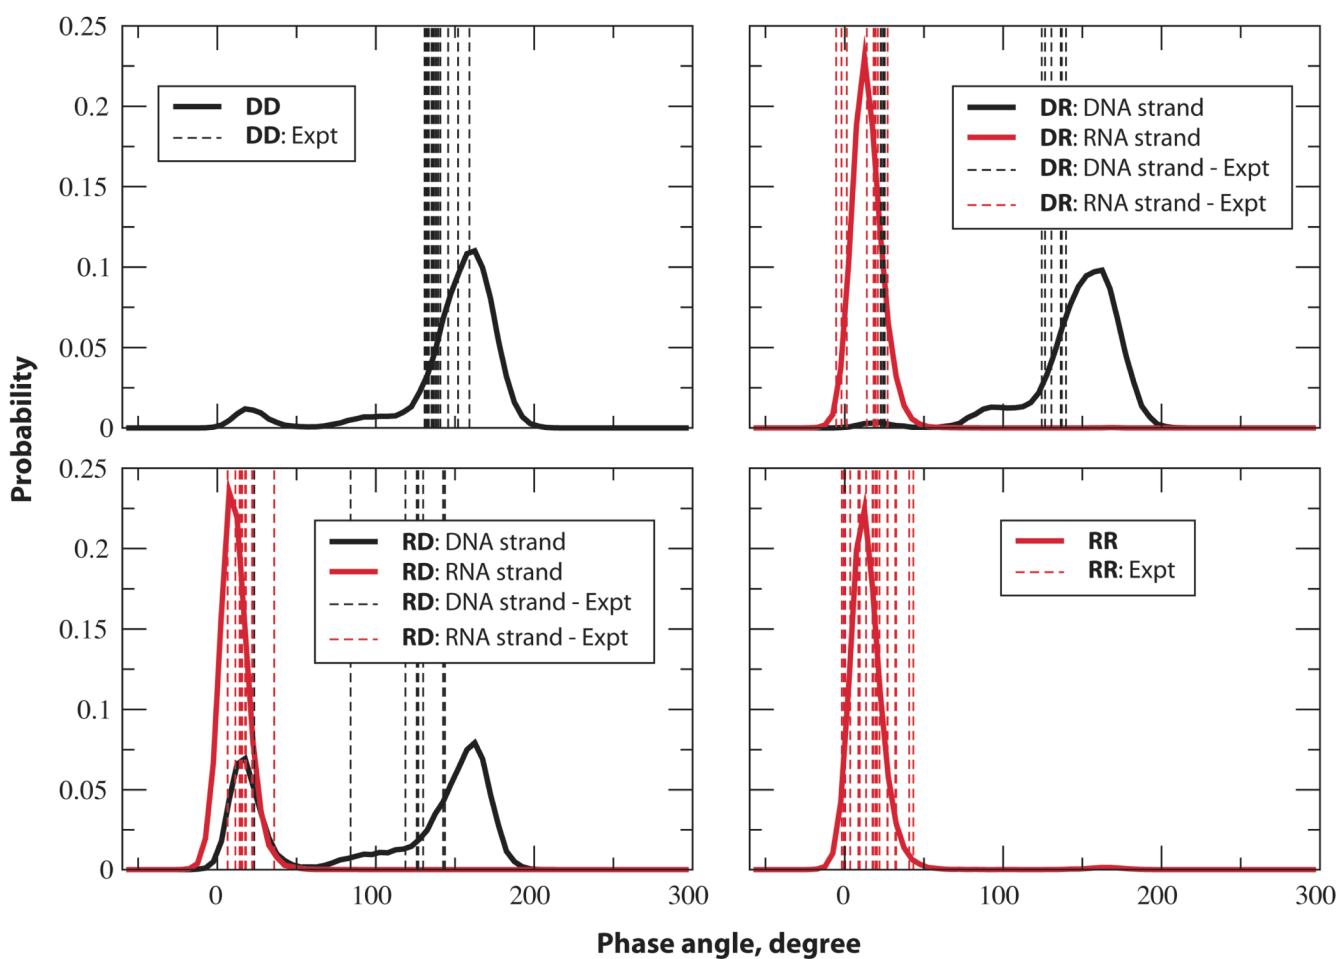 0.25
0.2
0.15
0.1
0.05
0
DD
DD: Expt
DR: DNA strand
DR: RNA strand
DR: DNA strand - Expt
DR: RNA strand - Expt
Probability
0.25
0.2
0.15
0.1
0.05
0
RD: DNA strand
RD: RNA strand
RD: DNA strand - Expt
RD: RNA strand - Expt
RR
RR: Expt
0 100 200 300
0 100 200 300
Phase angle, degree